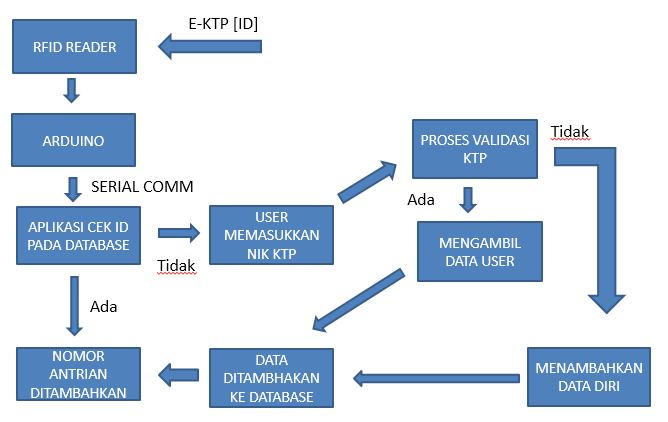 E-KTP [ID]
RFID READER
ARDUINO
SERIAL COMM
APLIKASI CEK ID
PADA DATABASE
Tidak
USER
MEMASUKKAN
NIK KTP
PROSES VALIDASI
KTP
Tidak
Ada
MENGAMBIL
DATA USER
Ada
NOMOR
ANTRIAN
DITAMBAHKAN
DATA
DITAMBHAKAN
KE DATABASE
MENAMBAHKAN
DATA DIRI